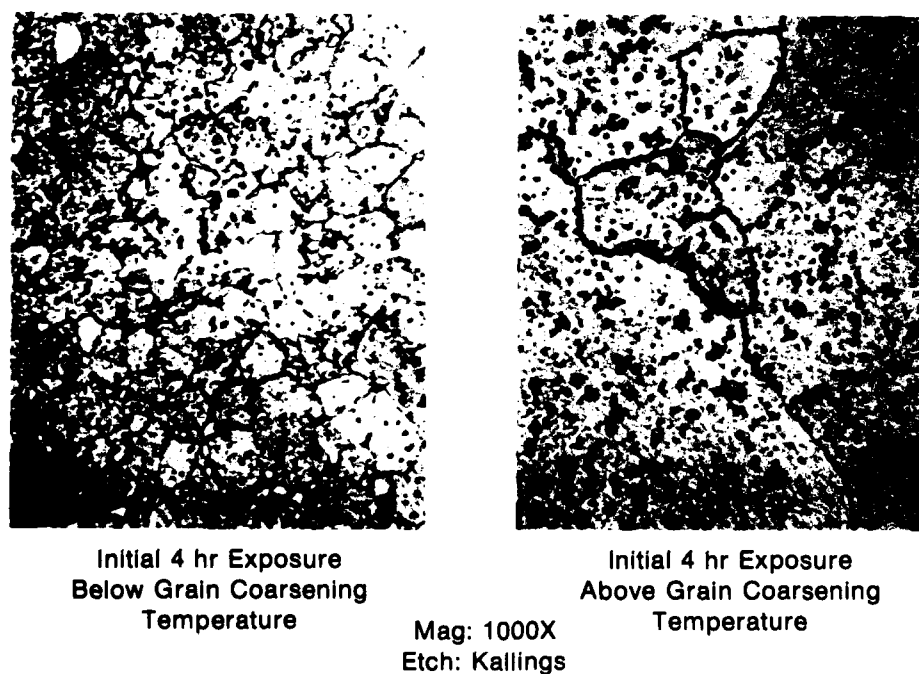 Initial 4 hr Exposure
Below Grain Coarsening
Temperature
Initial 4 hr Exposure
Above Grain Coarsening
Temperature
Mag: 1000X
Etch: Kallings